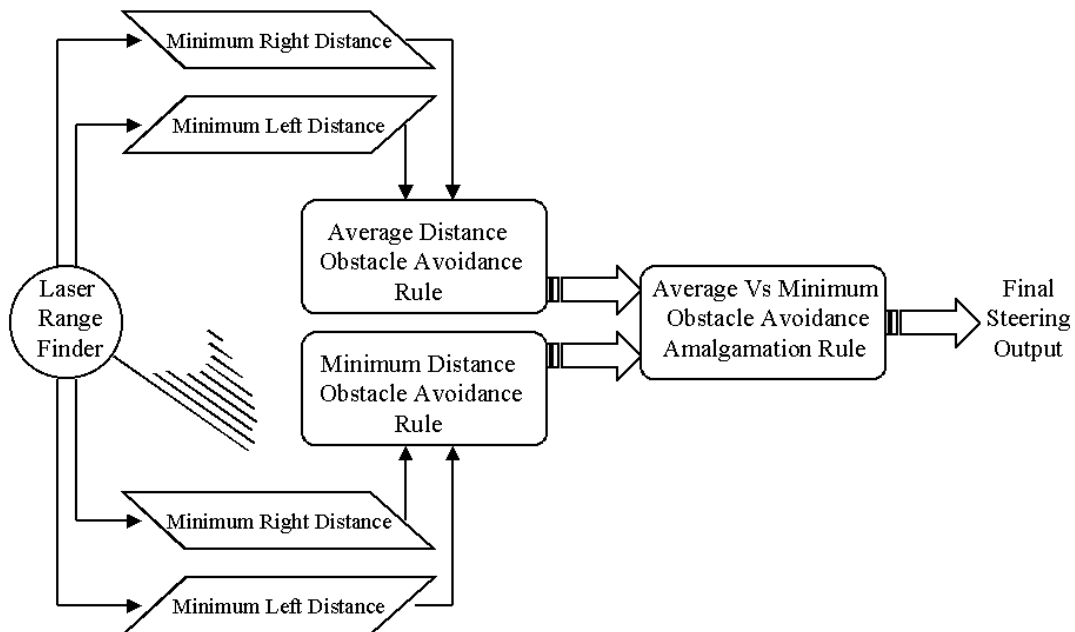 Minimum Right Distance
Minimum Left Distance
Laser
Range
Finder
Average Distance
Obstacle Avoidance
Rule
Minimum Distance
Obstacle Avoidance
Rule
Average Vs Minimum
Obstacle Avoidance
Amalgamation Rule
Final
Steering
Output
Minimum Right Distance
Minimum Left Distance